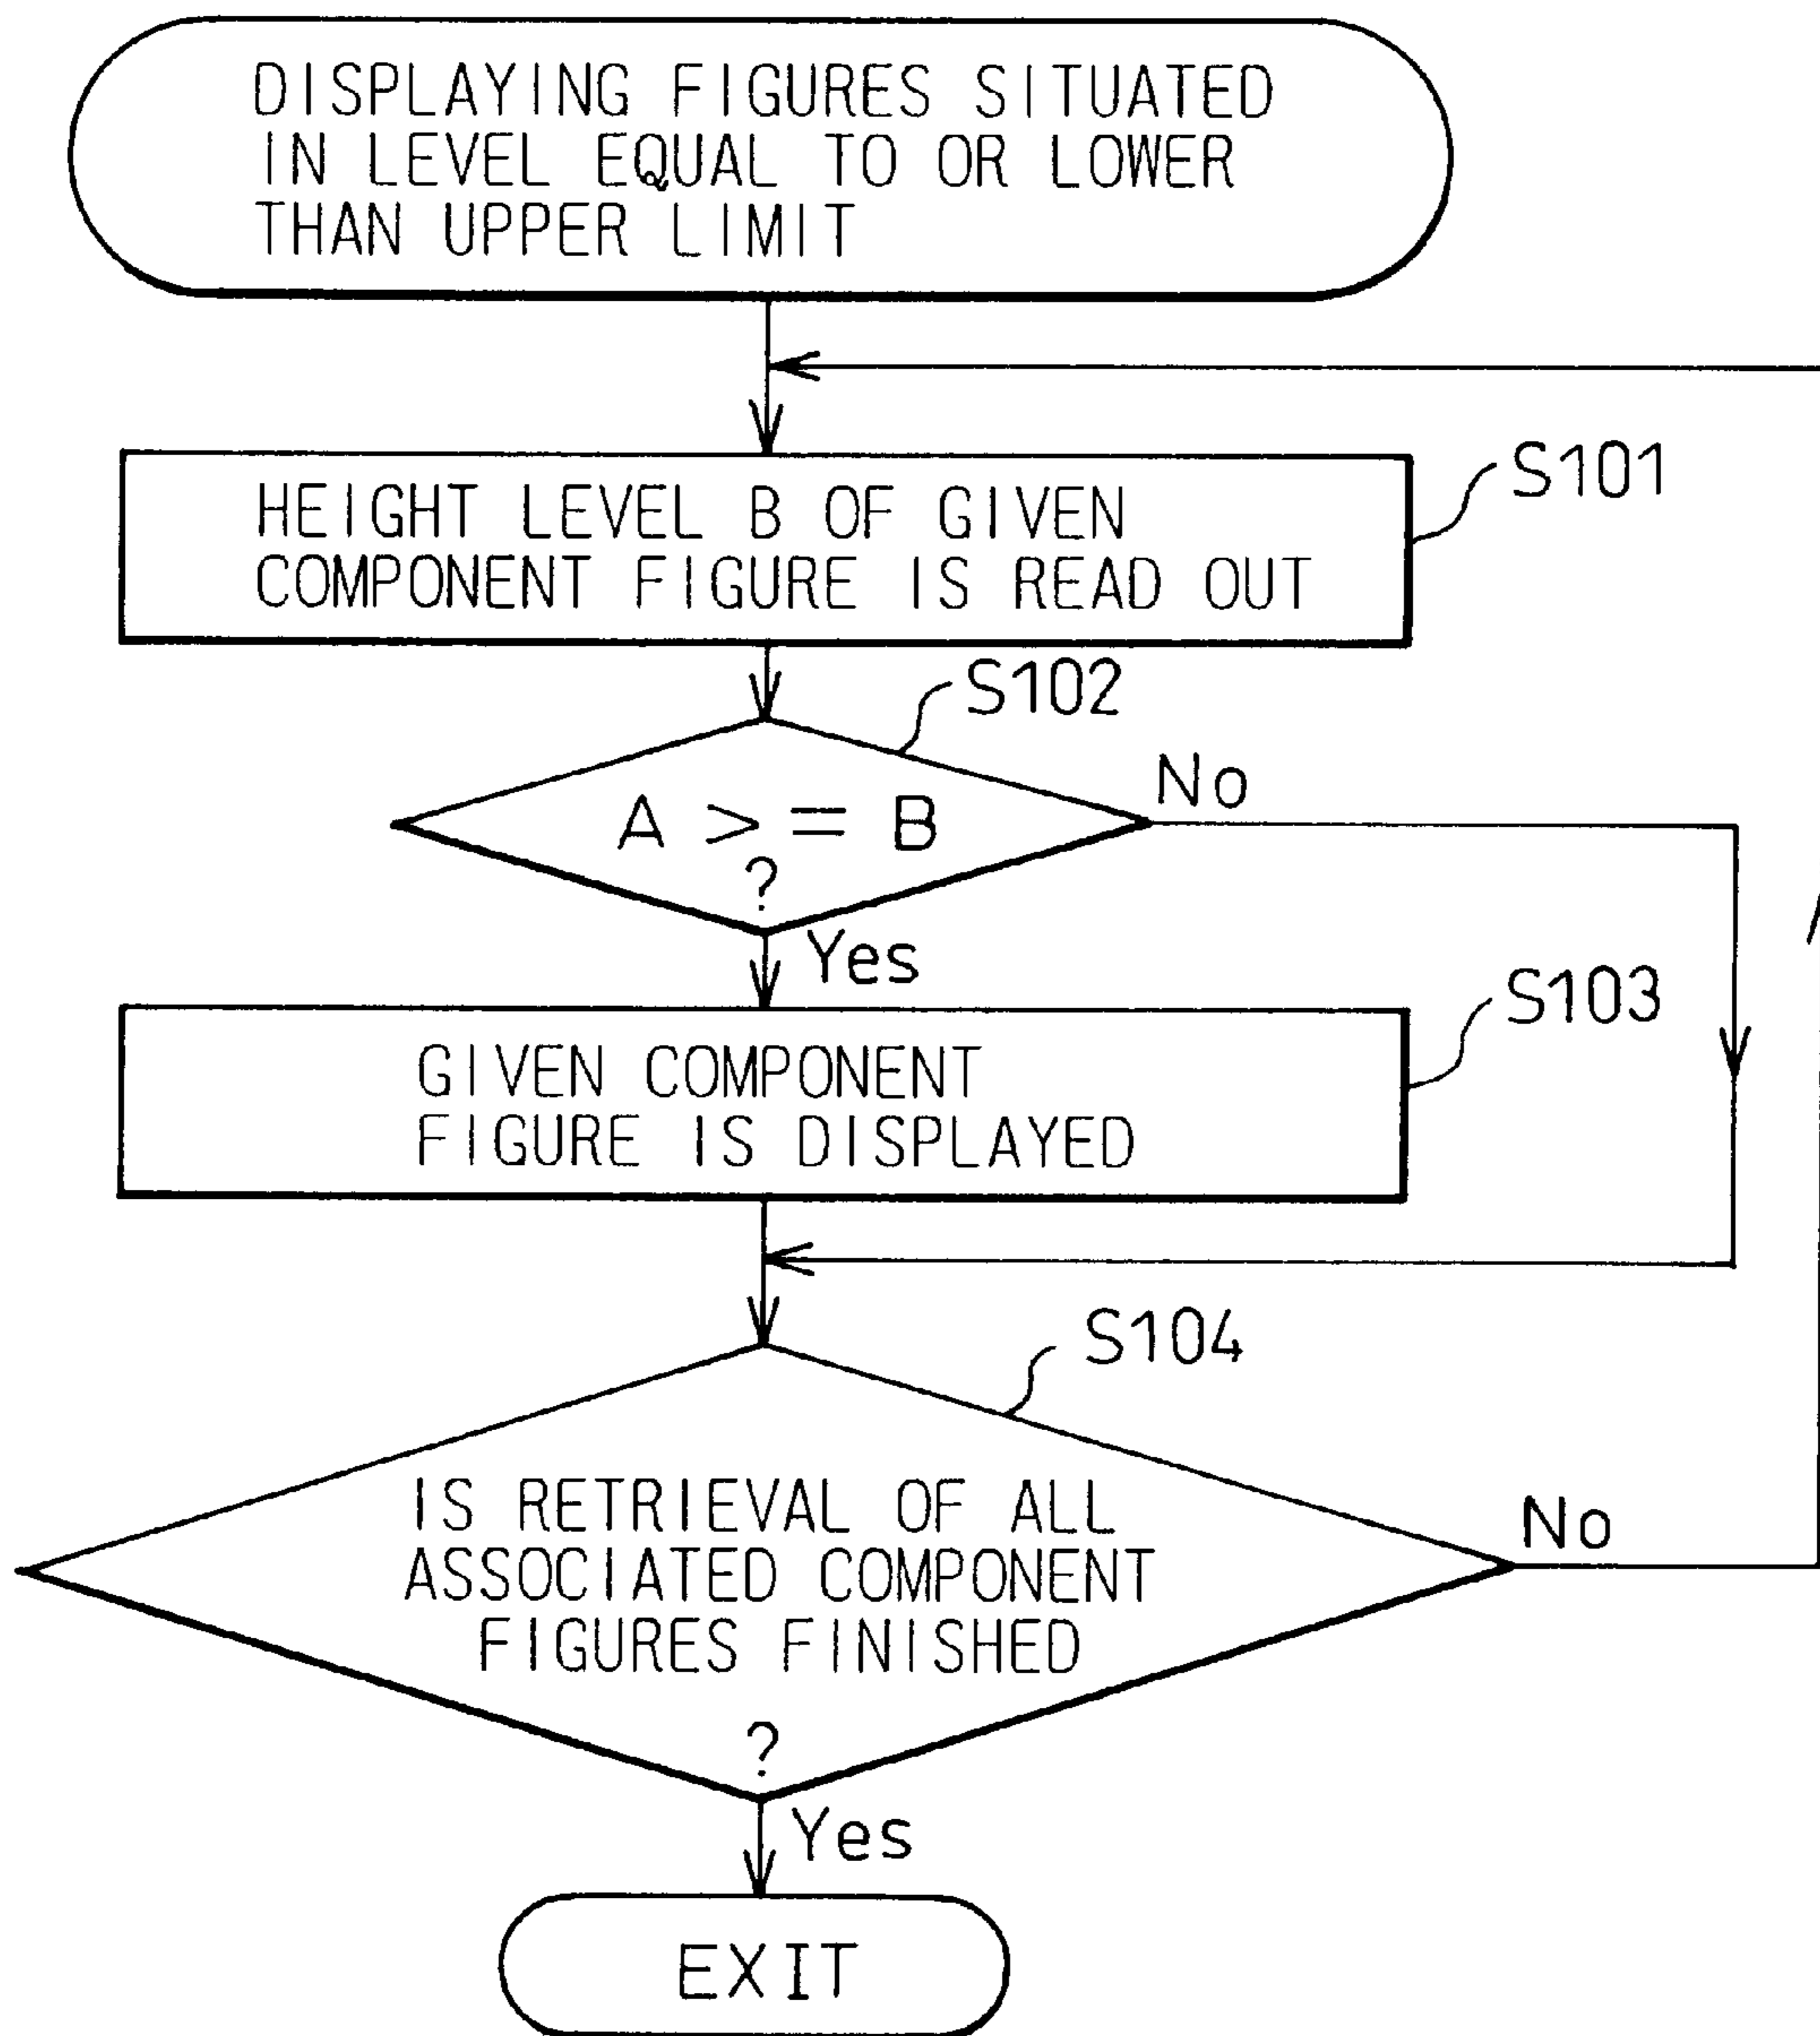 DISPLAYING FIGURES SITUATED
IN LEVEL EQUAL TO OR LOWER
THAN UPPER LIMIT
S101
HEIGHT LEVEL B OF GIVEN
COMPONENT FIGURE IS READ OUT
S102
No
A >= B
?
Yes
S103
GIVEN COMPONENT
FIGURE IS DISPLAYED
S104
IS RETRIEVAL OF ALL
ASSOCIATED COMPONENT
FIGURES FINISHED
?
No
Yes
EXIT